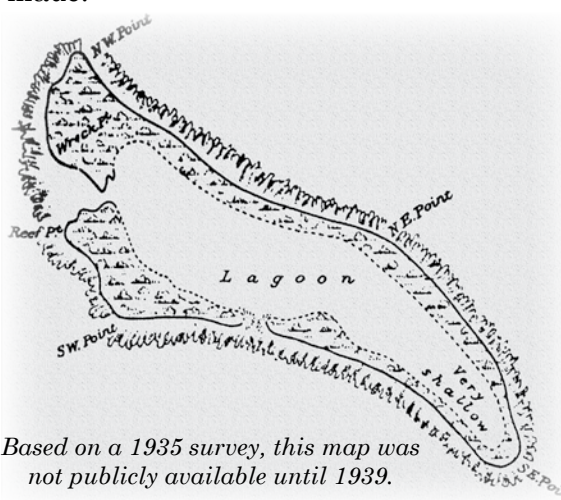 N.W. Point
Wreck Pt.
N.E. Point
Reef Pt.
Lagoon
S.W. Point
Very
shallow
S.E. Poi
Based on a 1935 survey, this map was
not publicly available until 1939.